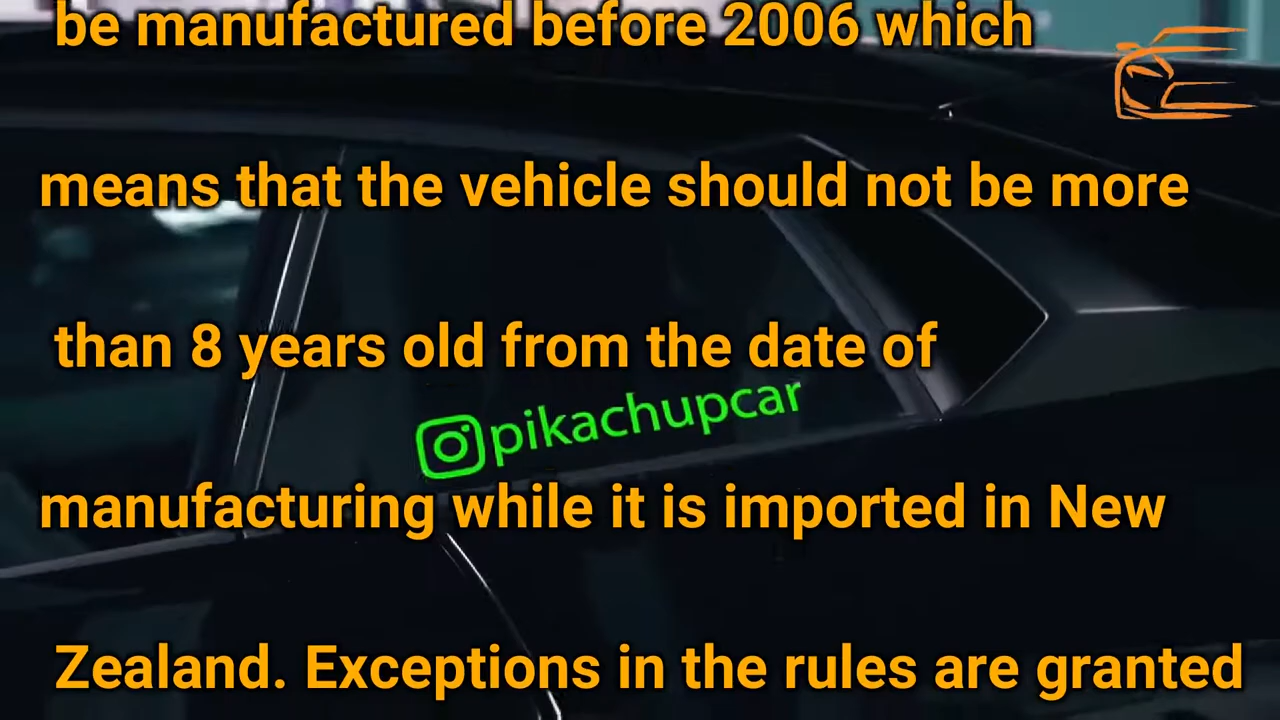 be manufactured before 2006 which
means that the vehicle should not be more
than 8 years old from the date of
pikachupcar
manufacturing while it is imported in New
Zealand. Exceptions in the rules are granted